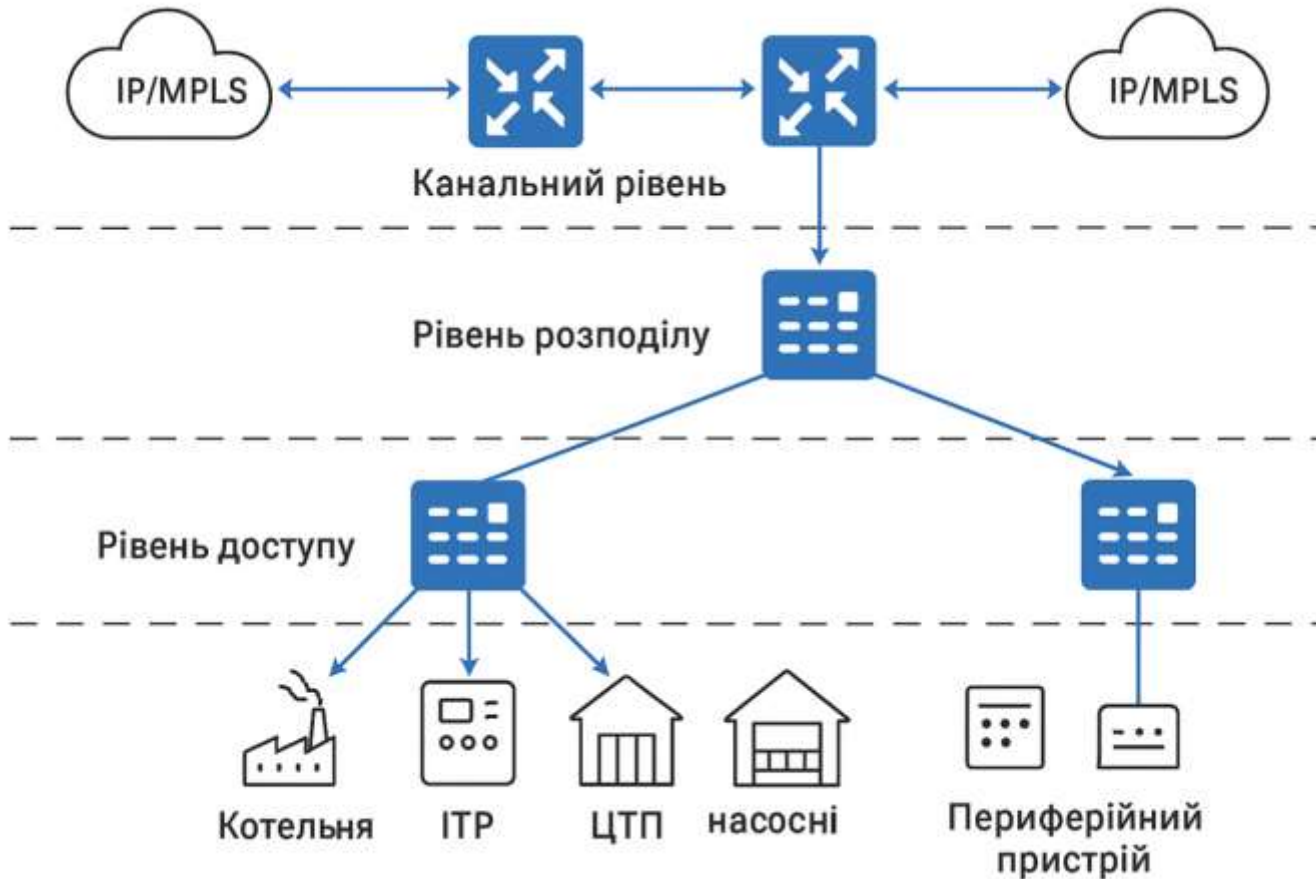 IP/MPLS
IP/MPLS
Канальний рівень
Рівень розподілу
Рівень доступу
Котельня
ІТР
ЦТП
насосні
Периферійний
пристрій